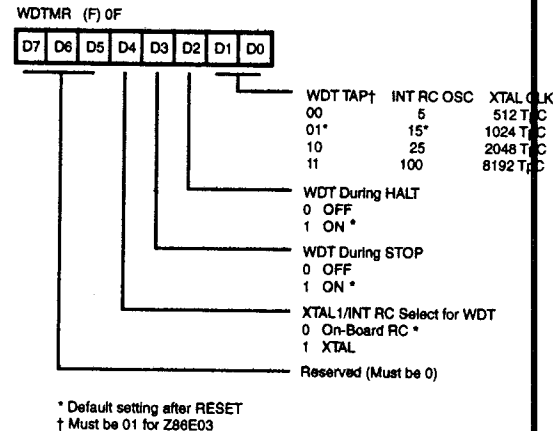 WDTMR (F) 0F
D7 D6 D5 D4 D3 D2 D1 D0
WDT TAP† INT RC OSC XTAL CLK
00 5 512 TpC
01* 15* 1024 TpC
10 25 2048 TpC
11 100 8192 TpC
WDT During HALT
0 OFF
1 ON *
WDT During STOP
0 OFF
1 ON *
XTAL1/INT RC Select for WDT
0 On-Board RC *
1 XTAL
Reserved (Must be 0)
* Default setting after RESET
† Must be 01 for Z86E03